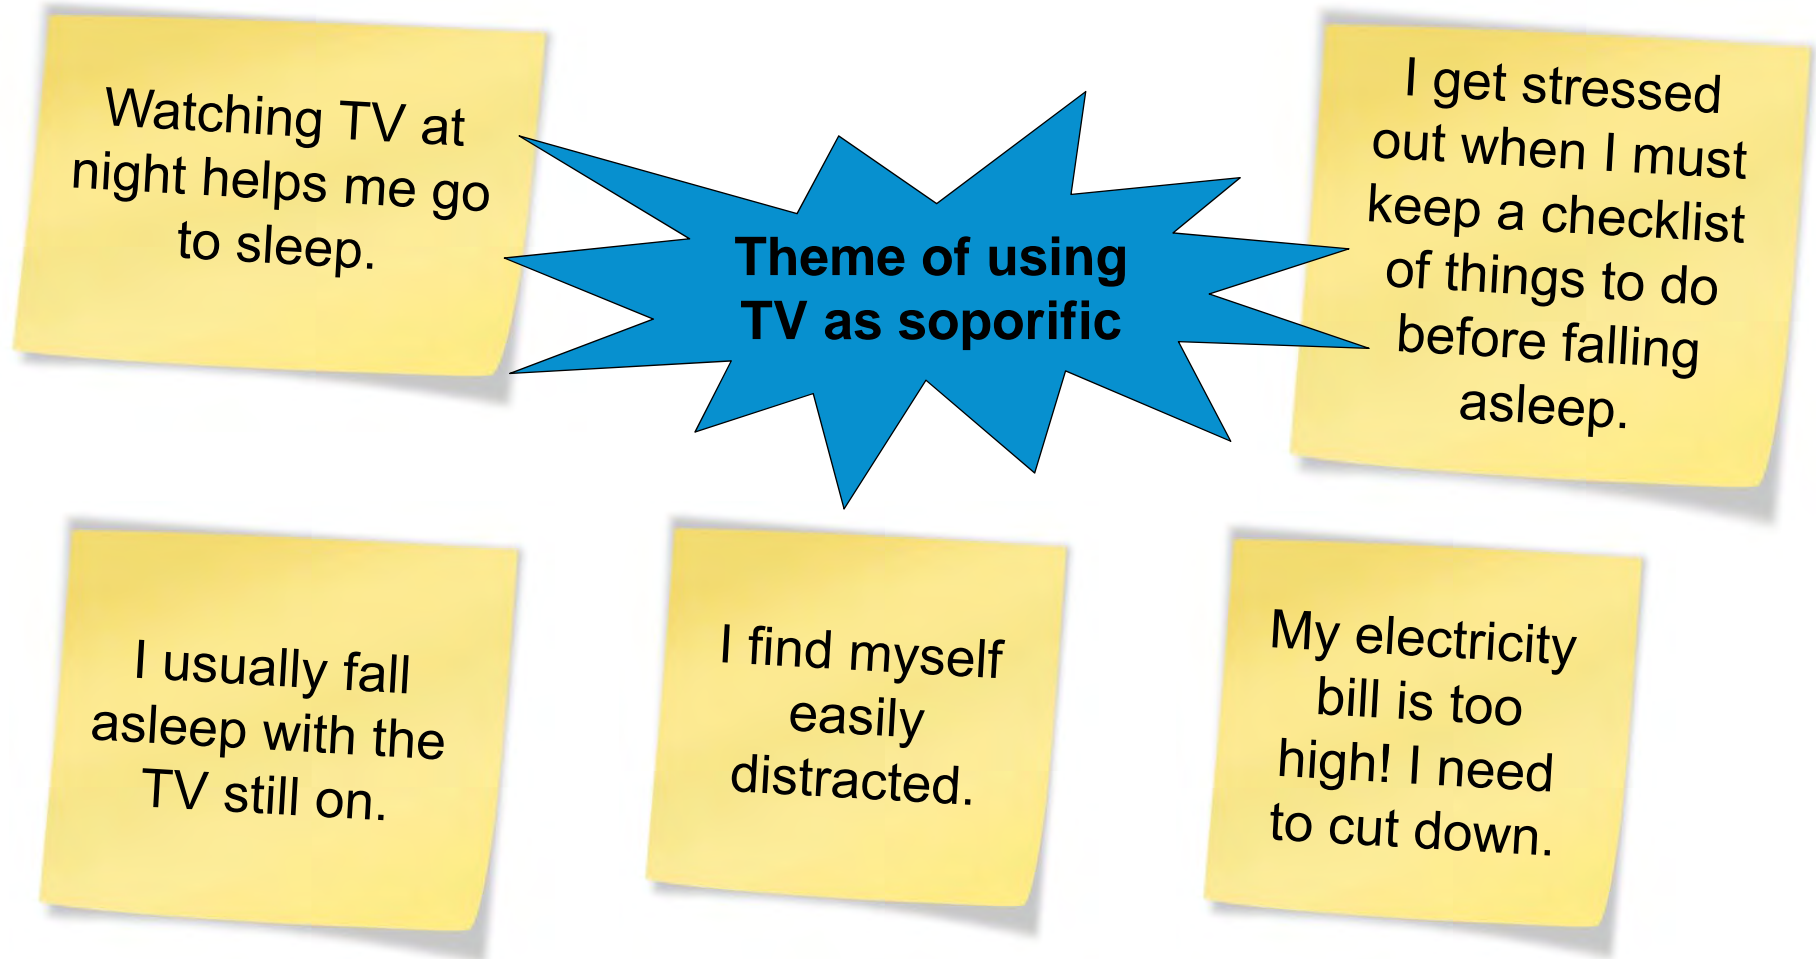 Watching TV at
night helps me go
to sleep.
Theme of using
TV as soporific
I get stressed
out when I must
keep a checklist
of things to do
before falling
asleep.
I usually fall
asleep with the
TV still on.
I find myself
easily
distracted.
My electricity
bill is too
high! I need
to cut down.